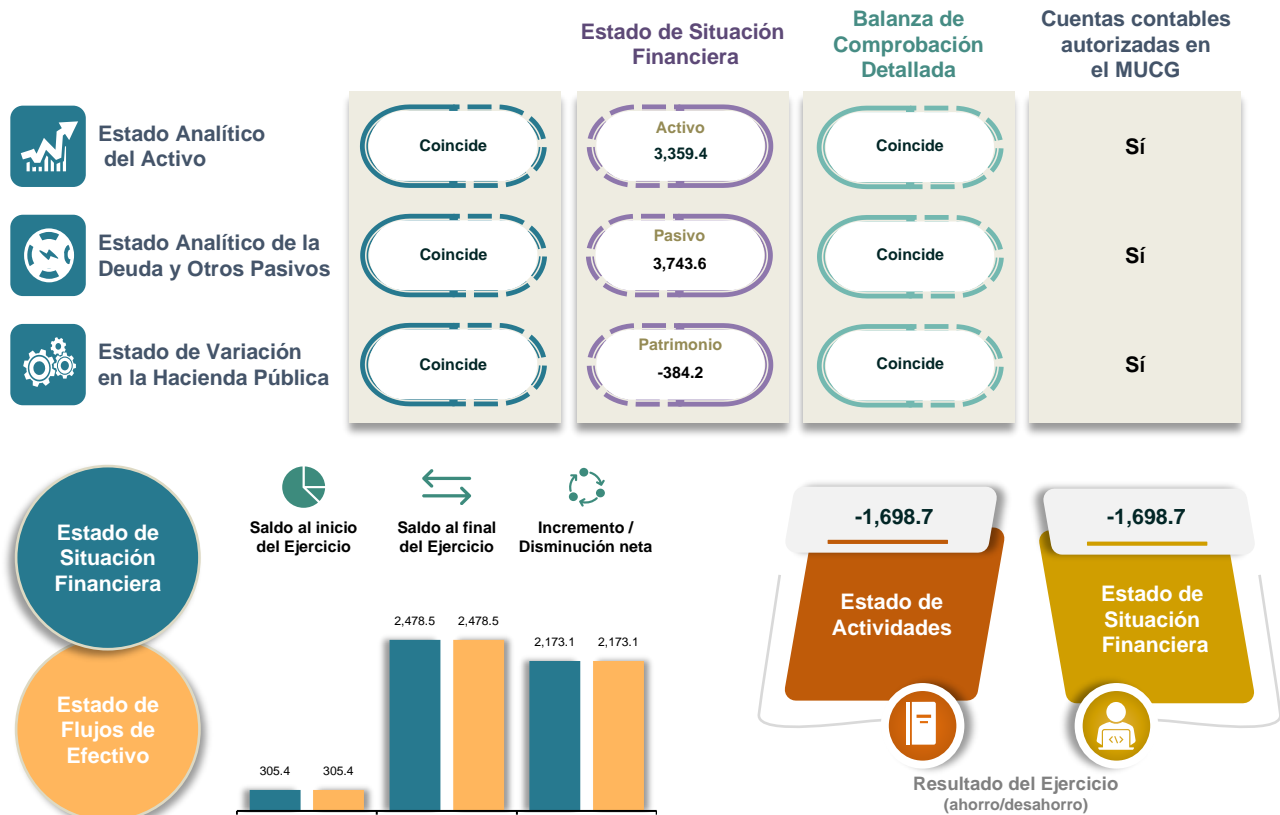 Estado de Situación
Financiera
Balanza de
Comprobación
Detallada
Cuentas contables
autorizadas en
el MUCG
Estado Analítico
del Activo
Coincide
Activo
3,359.4
Coincide
Sí
Estado Analítico de la
Deuda y Otros Pasivos
Coincide
Pasivo
3,743.6
Coincide
Sí
Estado de Variación
en la Hacienda Pública
Coincide
Patrimonio
-384.2
Coincide
Sí
Estado de
Situación
Financiera
Estado de
Flujos de
Efectivo
Saldo al inicio
del Ejercicio
Saldo al final
del Ejercicio
Incremento /
Disminución neta
305.4
305.4
2,478.5
2,478.5
2,173.1
2,173.1
-1,698.7
Estado de
Actividades
-1,698.7
Estado de
Situación
Financiera
Resultado del Ejercicio
(ahorro/desahorro)